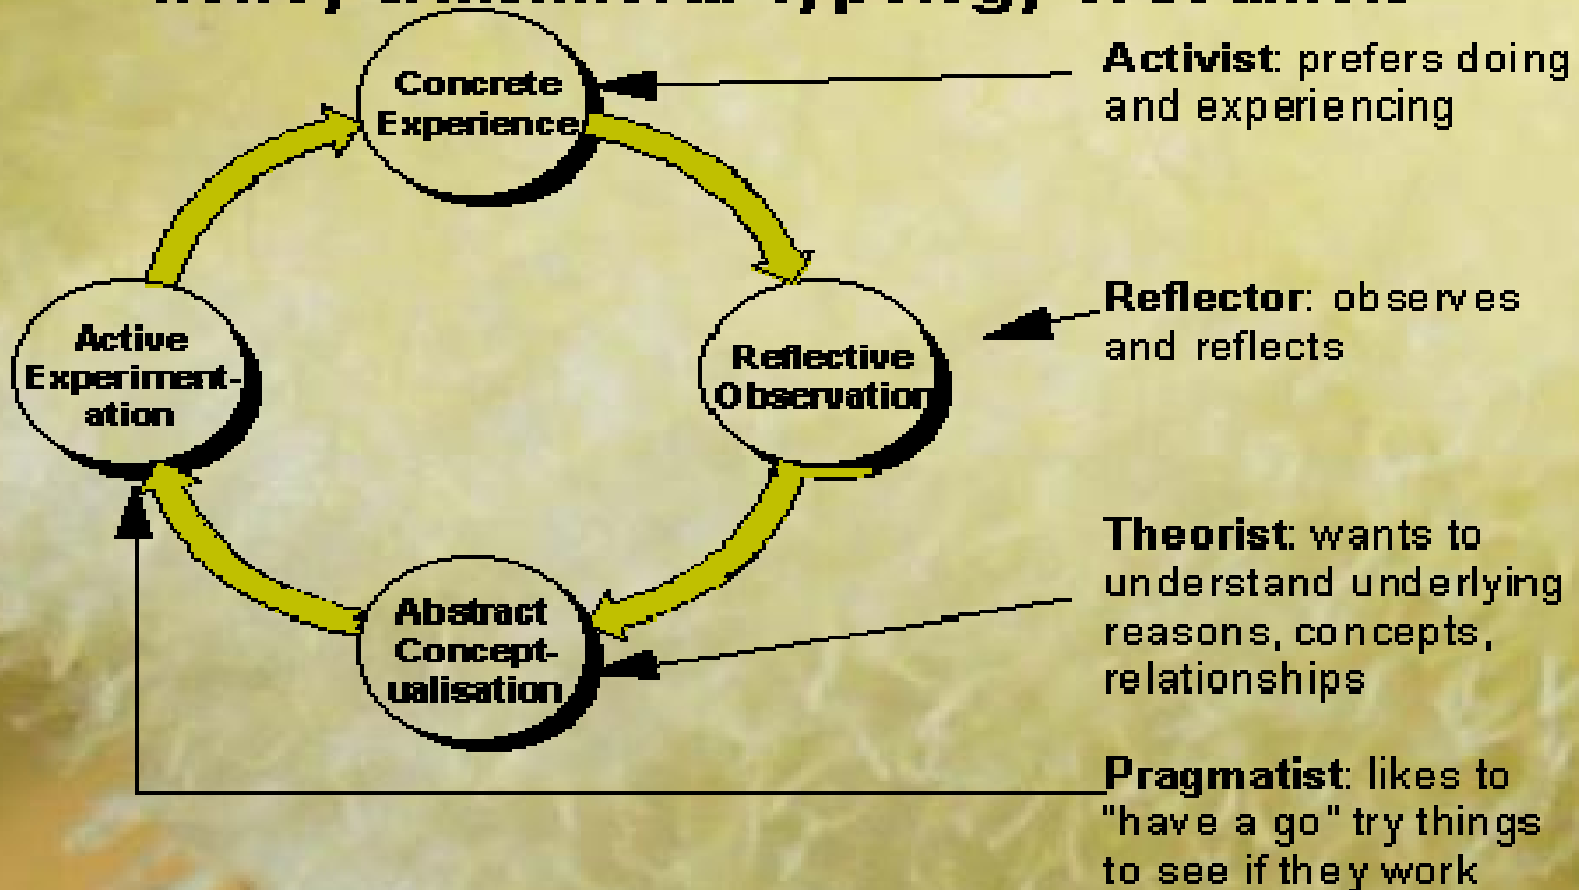 Concrete
Experience
Activist: prefers doing
and experiencing
Reflective
Observation
Reflector: observes
and reflects
Abstract
Concept-
ualisation
Theorist: wants to
understand underlying
reasons, concepts,
relationships
Active
Experiment-
ation
Pragmatist: likes to
"have a go" try things
to see if they work